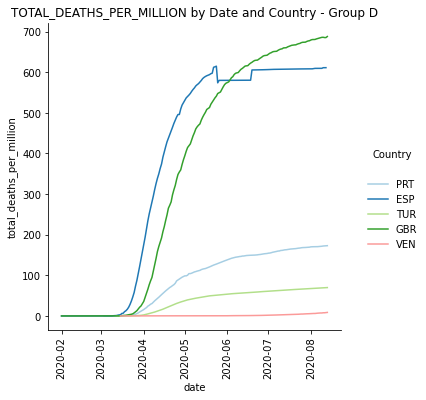 TOTAL_DEATHS_PER_MILLION by Date and Country - Group D
700
600
500
400
300
200
100
0
total_deaths_per_million
2020-02
2020-03
2020-04
2020-05
2020-06
2020-07
2020-08
date
Country
PRT
ESP
TUR
GBR
VEN